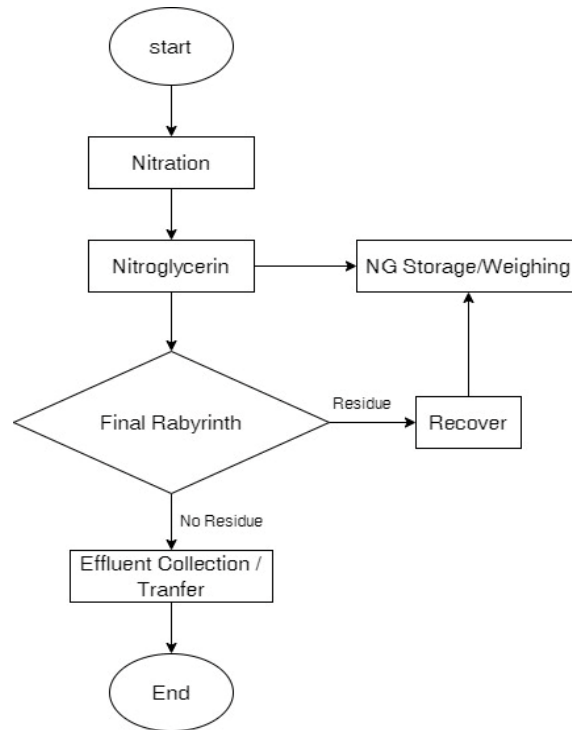 start
Nitration
Nitroglycerin
NG Storage/Weighing
Final Rabyrinth
Residue
Recover
No Residue
Effluent Collection /
Tranfer
End